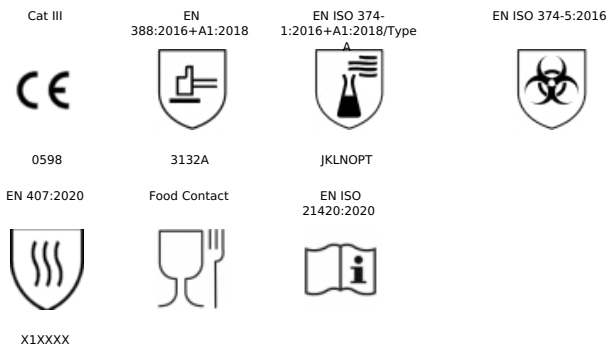 Cat III
EN
388:2016+A1:2018
EN ISO 374-
1:2016+A1:2018/Type
A
EN ISO 374-5:2016
CE
i
0598
3132A
JKLNOPT
EN 407:2020
Food Contact
EN ISO
21420:2020
X1XXXX